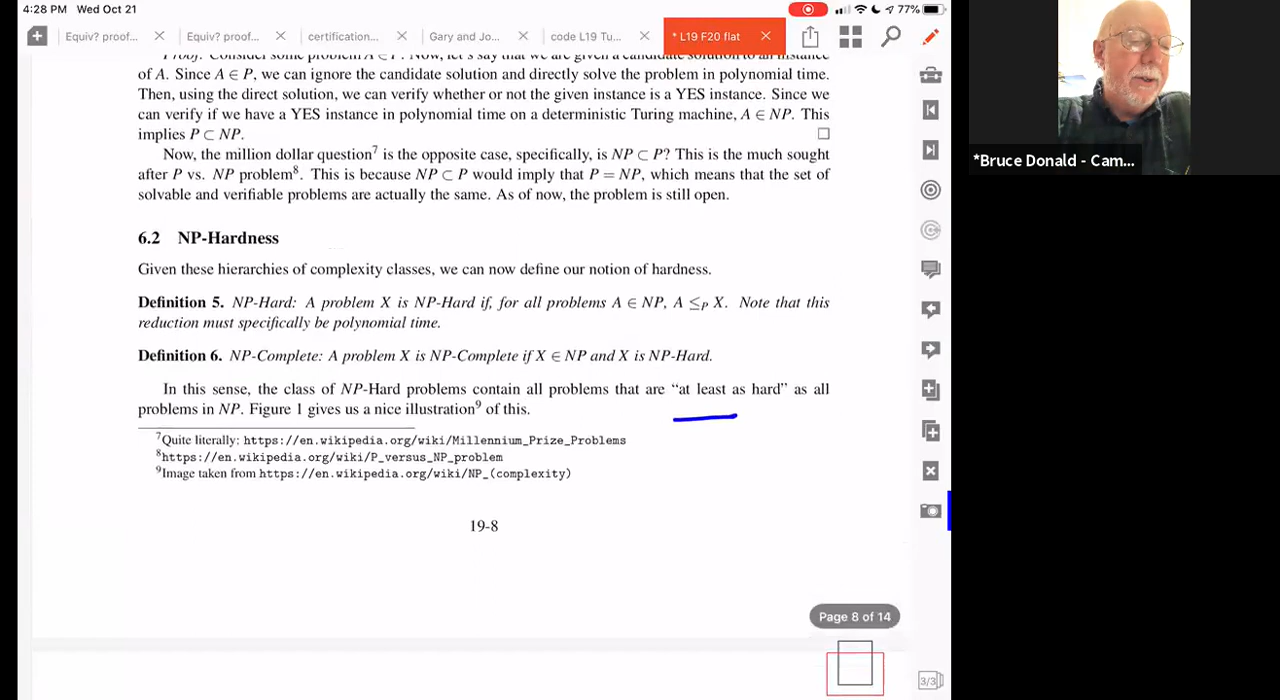 4:28 PM Wed Oct 21
77%
Equiv? proof...
Equiv? proof...
certification...
Gary and Jo...
code L19 Tu...
* L19 F20 flat
of A. Since A ∈ P, we can ignore the candidate solution and directly solve the problem in polynomial time.
Then, using the direct solution, we can verify whether or not the given instance is a YES instance. Since we
can verify if we have a YES instance in polynomial time on a deterministic Turing machine, A ∈ NP. This
implies P ⊂ NP. □
Now, the million dollar question⁷ is the opposite case, specifically, is NP ⊂ P? This is the much sought
after P vs. NP problem⁸. This is because NP ⊂ P would imply that P = NP, which means that the set of
solvable and verifiable problems are actually the same. As of now, the problem is still open.
6.2 NP-Hardness
Given these hierarchies of complexity classes, we can now define our notion of hardness.
Definition 5. NP-Hard: A problem X is NP-Hard if, for all problems A ∈ NP, A ≤P X. Note that this
reduction must specifically be polynomial time.
Definition 6. NP-Complete: A problem X is NP-Complete if X ∈ NP and X is NP-Hard.
In this sense, the class of NP-Hard problems contain all problems that are “at least as hard” as all
problems in NP. Figure 1 gives us a nice illustration⁹ of this.
⁷Quite literally: https://en.wikipedia.org/wiki/Millennium_Prize_Problems
⁸https://en.wikipedia.org/wiki/P_versus_NP_problem
⁹Image taken from https://en.wikipedia.org/wiki/NP_(complexity)
19-8
Page 8 of 14
3/3
*Bruce Donald - Cam...